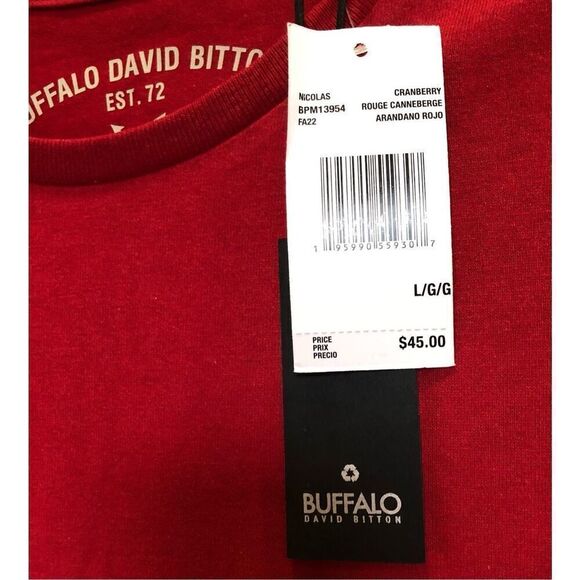 BUFFALO DAVID BITTON
EST. 72
NICOLAS
BPM13954
FA22
CRANBERRY
ROUGE CANNEBERGE
ARANDANO ROJO
1 95990 55930 7
L/G/G
PRICE
PRIX
PRECIO
$45.00
BUFFALO
DAVID BITTON